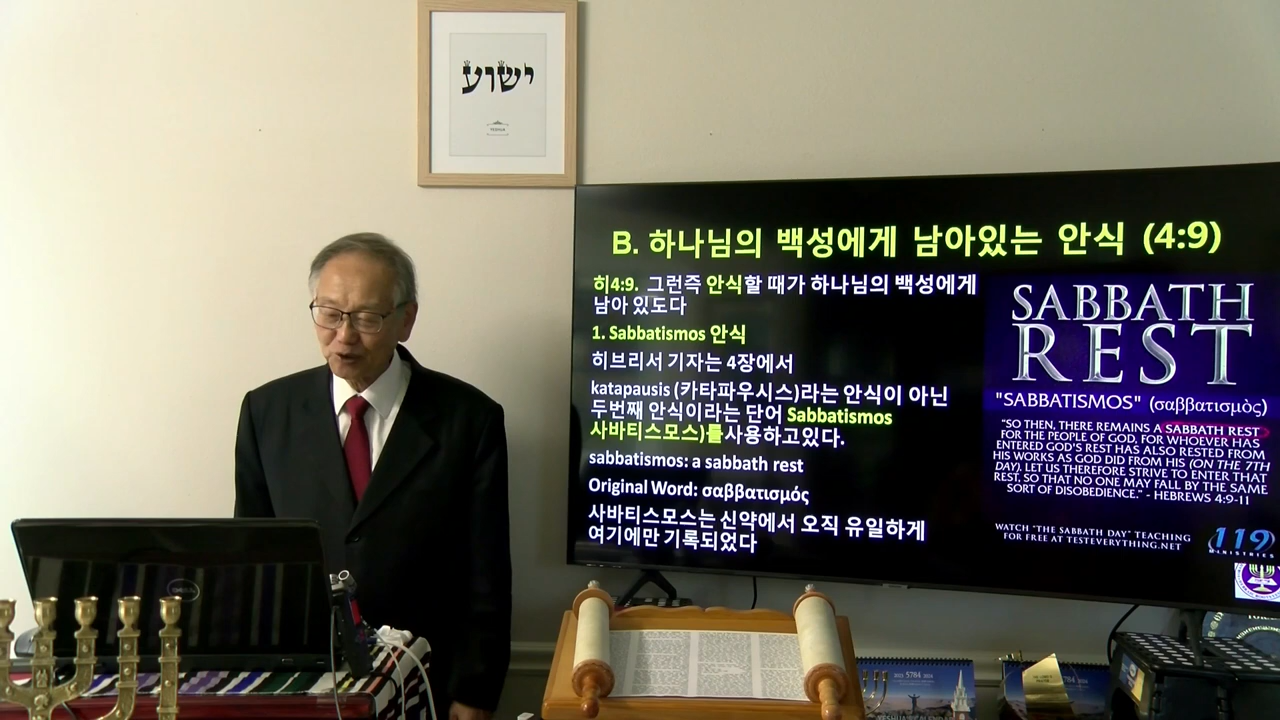 ישוע
YESHUA
B. 하나님의 백성에게 남아있는 안식 (4:9)
히4:9. 그런즉 안식할 때가 하나님의 백성에게
남아 있도다
1. Sabbatismos 안식
히브리서 기자는 4장에서
katapausis (카타파우시스)라는 안식이 아닌
두번째 안식이라는 단어 Sabbatismos
사바티스모스)를사용하고있다.
sabbatismos: a sabbath rest
Original Word: σαββατισμός
사바티스모스는 신약에서 오직 유일하게
여기에만 기록되었다
SABBATH
REST
"SABBATISMOS" (σαββατισμὸς)
"SO THEN, THERE REMAINS A SABBATH REST
FOR THE PEOPLE OF GOD, FOR WHOEVER HAS
ENTERED GOD'S REST HAS ALSO RESTED FROM
HIS WORKS AS GOD DID FROM HIS (ON THE 7TH
DAY). LET US THEREFORE STRIVE TO ENTER THAT
REST, SO THAT NO ONE MAY FALL BY THE SAME
SORT OF DISOBEDIENCE." - HEBREWS 4:9-11
WATCH "THE SABBATH DAY" TEACHING
FOR FREE AT TESTEVERYTHING.NET
119
MINISTRIES
DELL
2023 5784 2024